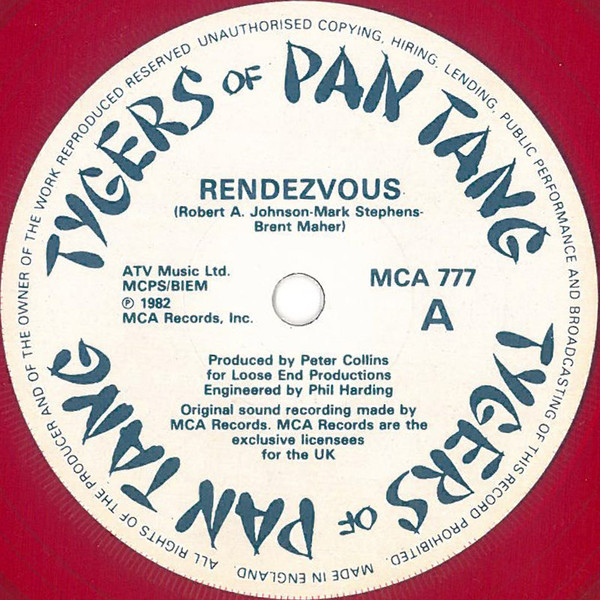 TYGERS OF PAN TANG
TYGERS OF PAN TANG
ALL RIGHTS OF THE PRODUCER AND OF THE OWNER OF THE WORK REPRODUCED RESERVED UNAUTHORISED COPYING, HIRING, LENDING, PUBLIC PERFORMANCE AND BROADCASTING OF THIS RECORD PROHIBITED. MADE IN ENGLAND
RENDEZVOUS
(Robert A. Johnson-Mark Stephens-
Brent Maher)
ATV Music Ltd.
MCPS/BIEM
℗ 1982
MCA Records, Inc.
MCA 777
A
Produced by Peter Collins
for Loose End Productions
Engineered by Phil Harding
Original sound recording made by
MCA Records. MCA Records are the
exclusive licensees
for the UK